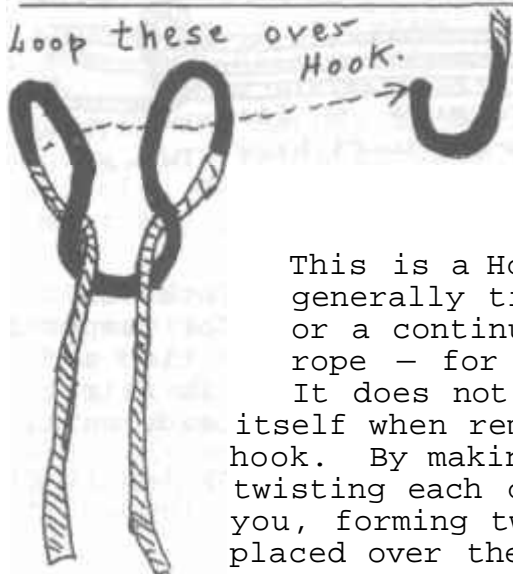 Loop these over
Hook.
This is a Ho
generally ti
or a continu
rope — for
It does not
itself when rem
hook. By makin
twisting each
you, forming tw
placed over the